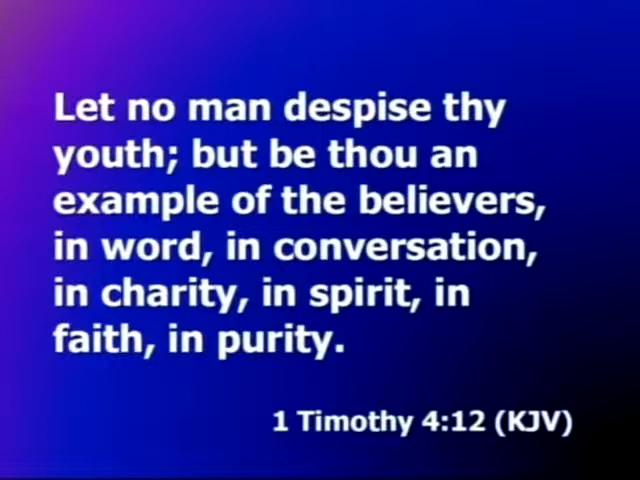 Let no man despise thy
youth; but be thou an
example of the believers,
in word, in conversation,
in charity, in spirit, in
faith, in purity.
1 Timothy 4:12 (KJV)